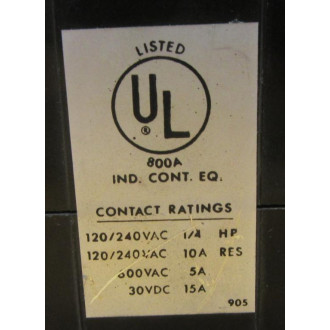 LISTED
UL
®
800A
IND. CONT. EQ.
CONTACT RATINGS
120/240VAC 1/4 HP
120/240VAC 10A RES
600VAC 5A
30VDC 15A
905